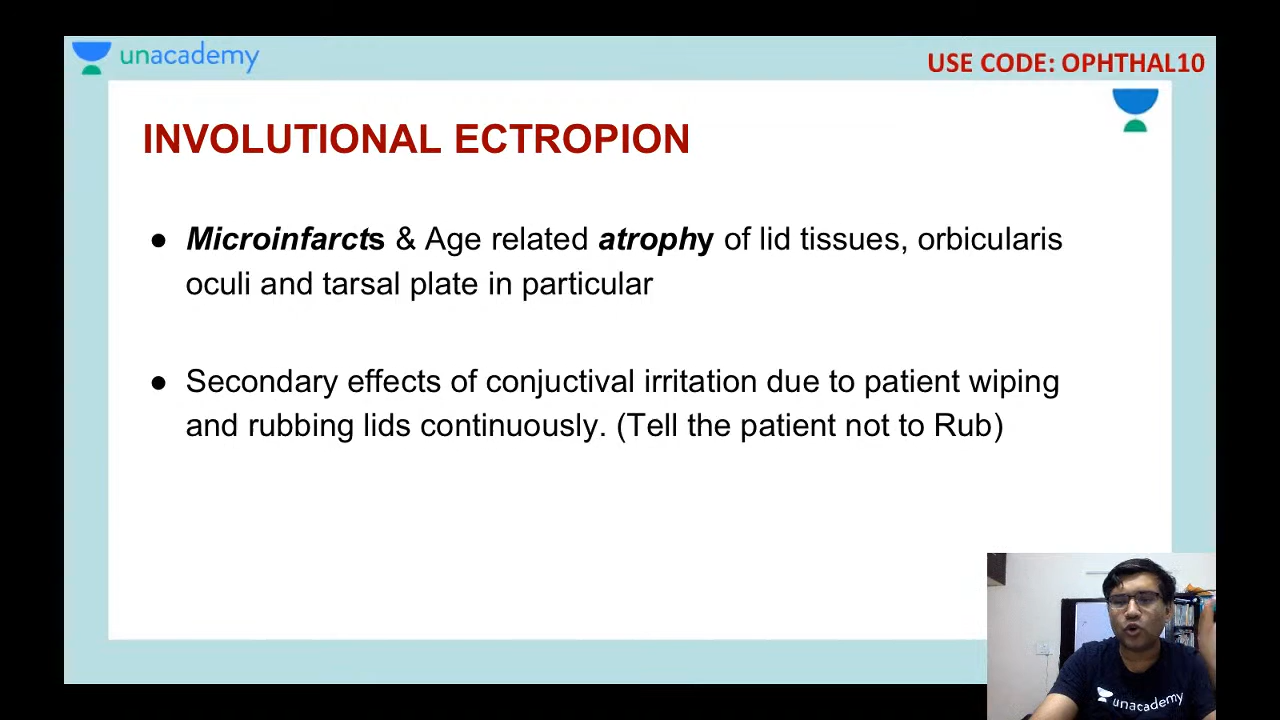 unacademy
USE CODE: OPHTHAL10
INVOLUTIONAL ECTROPION
● Microinfarcts & Age related atrophy of lid tissues, orbicularis
oculi and tarsal plate in particular
● Secondary effects of conjuctival irritation due to patient wiping
and rubbing lids continuously. (Tell the patient not to Rub)
unacademy